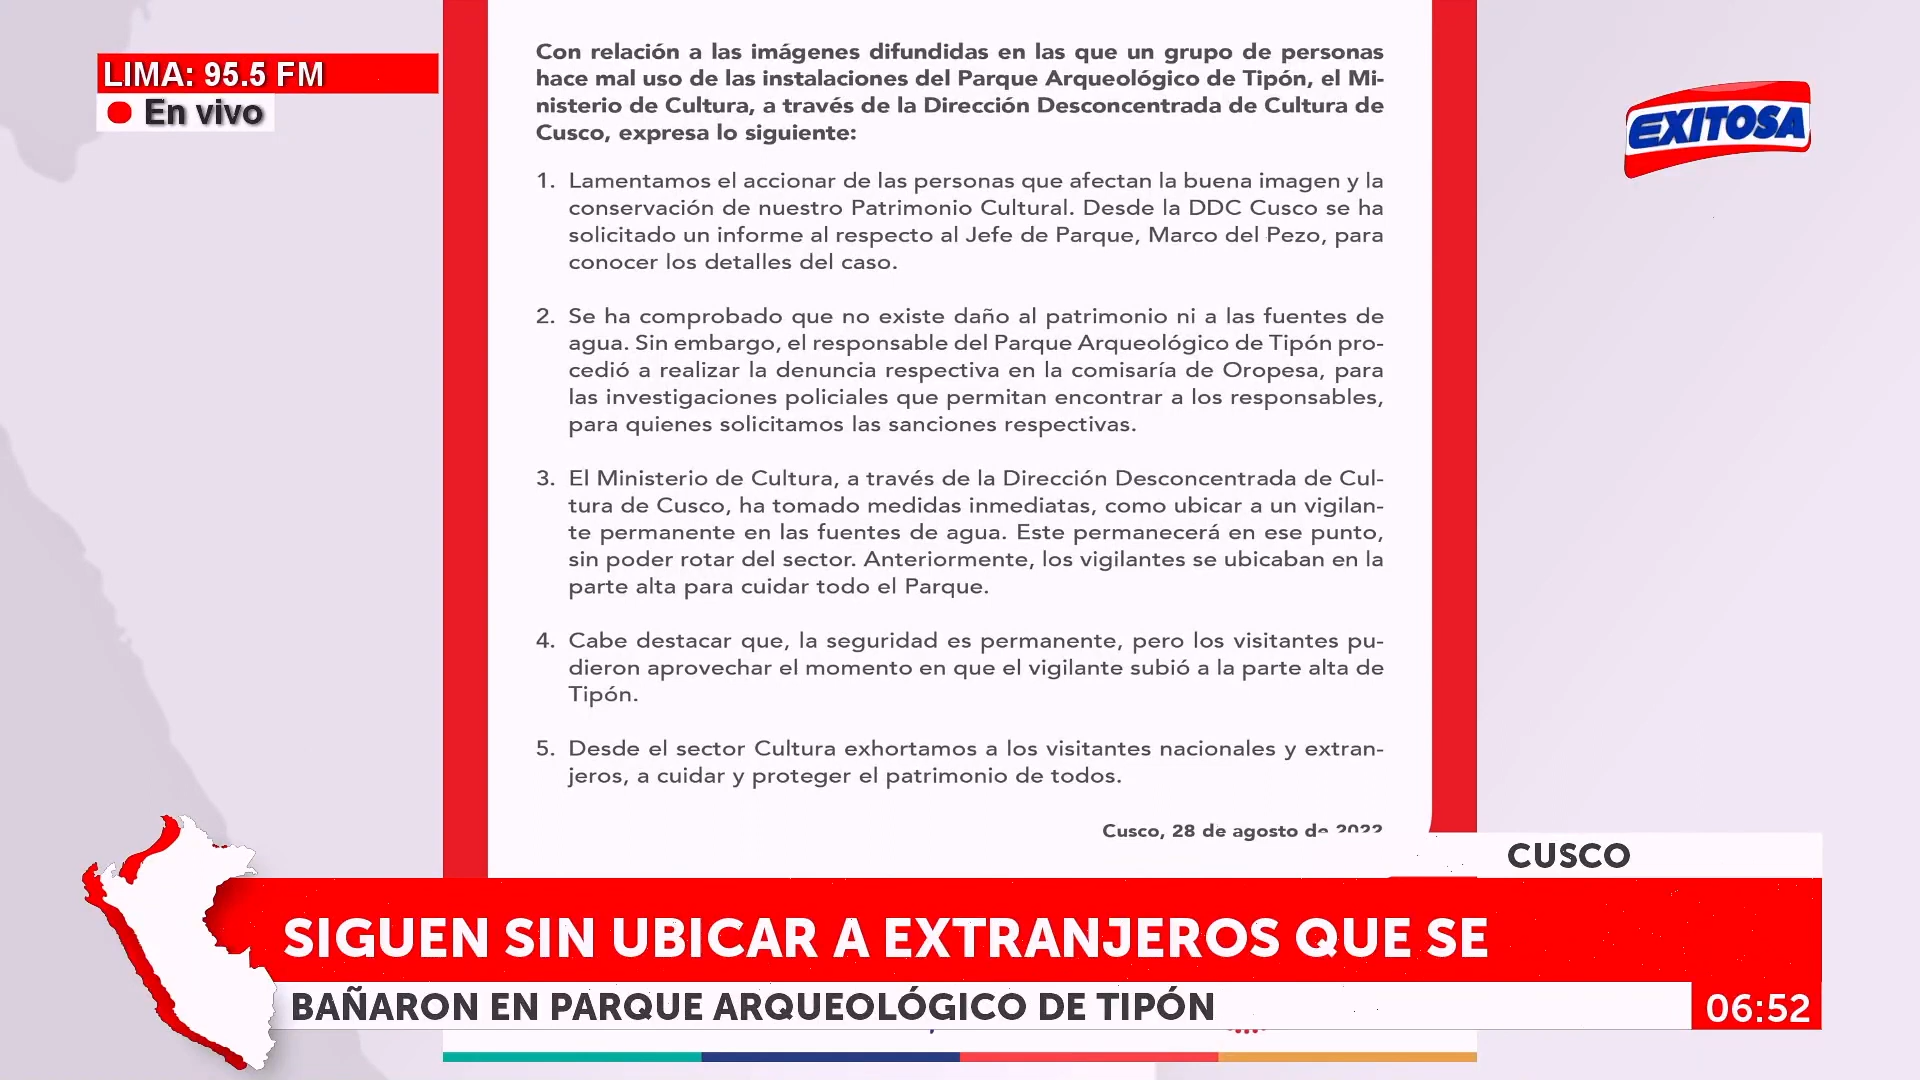 LIMA: 95.5 FM
En vivo
EXITOSA
Con relación a las imágenes difundidas en las que un grupo de personas
hace mal uso de las instalaciones del Parque Arqueológico de Tipón, el Mi-
nisterio de Cultura, a través de la Dirección Desconcentrada de Cultura de
Cusco, expresa lo siguiente:
1. Lamentamos el accionar de las personas que afectan la buena imagen y la
conservación de nuestro Patrimonio Cultural. Desde la DDC Cusco se ha
solicitado un informe al respecto al Jefe de Parque, Marco del Pezo, para
conocer los detalles del caso.
2. Se ha comprobado que no existe daño al patrimonio ni a las fuentes de
agua. Sin embargo, el responsable del Parque Arqueológico de Tipón pro-
cedió a realizar la denuncia respectiva en la comisaría de Oropesa, para
las investigaciones policiales que permitan encontrar a los responsables,
para quienes solicitamos las sanciones respectivas.
3. El Ministerio de Cultura, a través de la Dirección Desconcentrada de Cul-
tura de Cusco, ha tomado medidas inmediatas, como ubicar a un vigilan-
te permanente en las fuentes de agua. Este permanecerá en ese punto,
sin poder rotar del sector. Anteriormente, los vigilantes se ubicaban en la
parte alta para cuidar todo el Parque.
4. Cabe destacar que, la seguridad es permanente, pero los visitantes pu-
dieron aprovechar el momento en que el vigilante subió a la parte alta de
Tipón.
5. Desde el sector Cultura exhortamos a los visitantes nacionales y extran-
jeros, a cuidar y proteger el patrimonio de todos.
Cusco, 28 de agosto de 2022
CUSCO
SIGUEN SIN UBICAR A EXTRANJEROS QUE SE
BAÑARON EN PARQUE ARQUEOLÓGICO DE TIPÓN
06:52